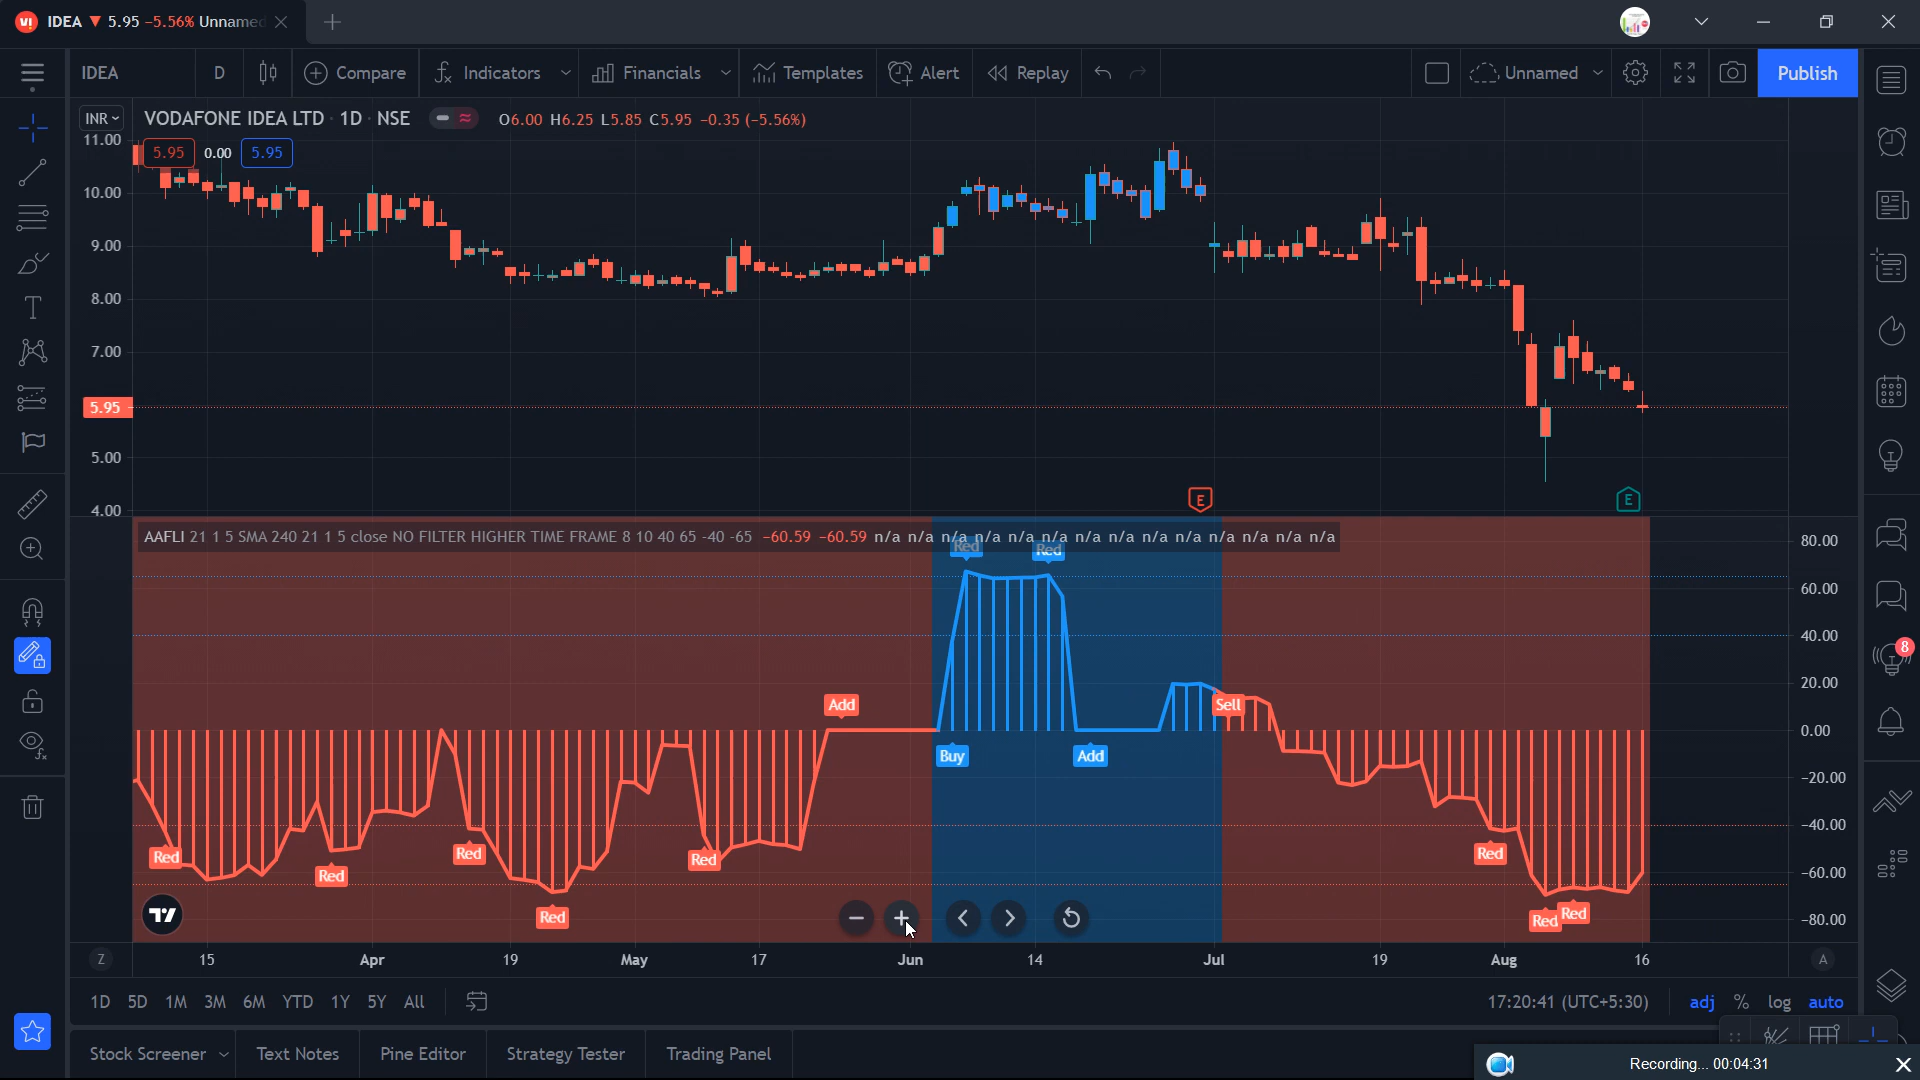 IDEA ▼ 5.95 −5.56% Unnamed
IDEA D Compare Indicators Financials Templates Alert Replay Unnamed Publish
INR VODAFONE IDEA LTD · 1D · NSE O6.00 H6.25 L5.85 C5.95 −0.35 (−5.56%)
5.95 0.00 5.95
11.00
10.00
9.00
8.00
7.00
5.95
5.00
4.00
E E
AAFLI 21 1 5 SMA 240 21 1 5 close NO FILTER HIGHER TIME FRAME 8 10 40 65 -40 -65 −60.59 −60.59 n/a n/a n/a n/a n/a n/a n/a n/a n/a n/a n/a n/a n/a n/a
Red Red
80.00
60.00
40.00
20.00
Add Sell
0.00
Buy Add
−20.00
−40.00
Red Red Red Red
Red
−60.00
Red Red Red
−80.00
8
Z 15 Apr 19 May 17 Jun 14 Jul 19 Aug 16 A
1D 5D 1M 3M 6M YTD 1Y 5Y All 17:20:41 (UTC+5:30) adj % log auto
Stock Screener Text Notes Pine Editor Strategy Tester Trading Panel
Recording... 00:04:31